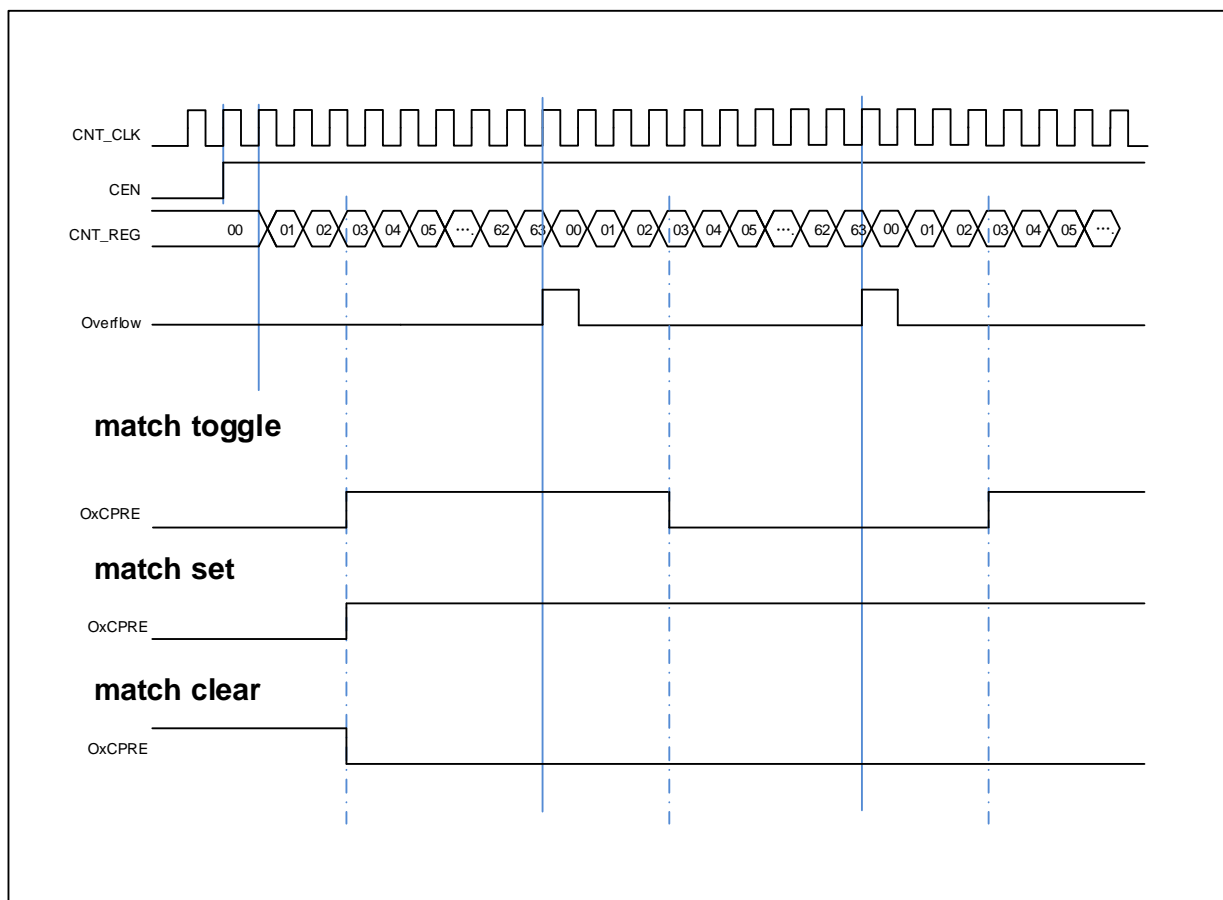 CNT_CLK
CEN
CNT_REG 00 01 02 03 04 05 ···. 62 63 00 01 02 03 04 05 ···. 62 63 00 01 02 03 04 05 ···.
Overflow
match toggle
OxCPRE
match set
OxCPRE
match clear
OxCPRE